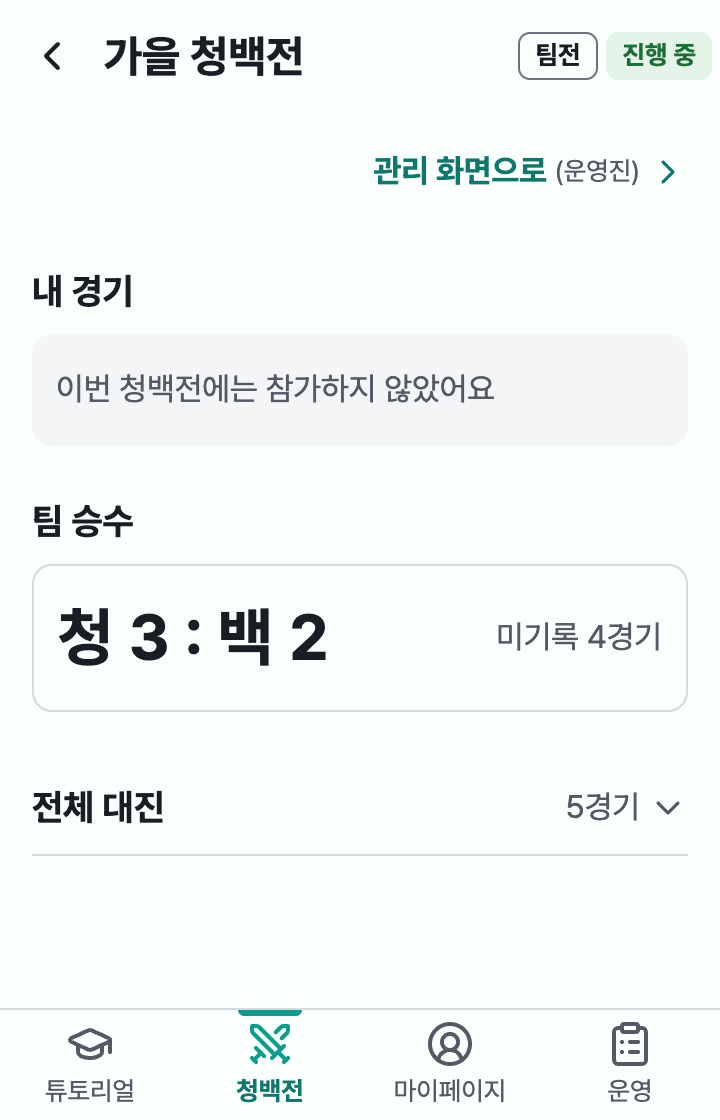 가을 청백전 팀전 진행 중
관리 화면으로 (운영진)
내 경기
이번 청백전에는 참가하지 않았어요
팀 승수
청 3 : 백 2 미기록 4경기
전체 대진 5경기
튜토리얼 청백전 마이페이지 운영